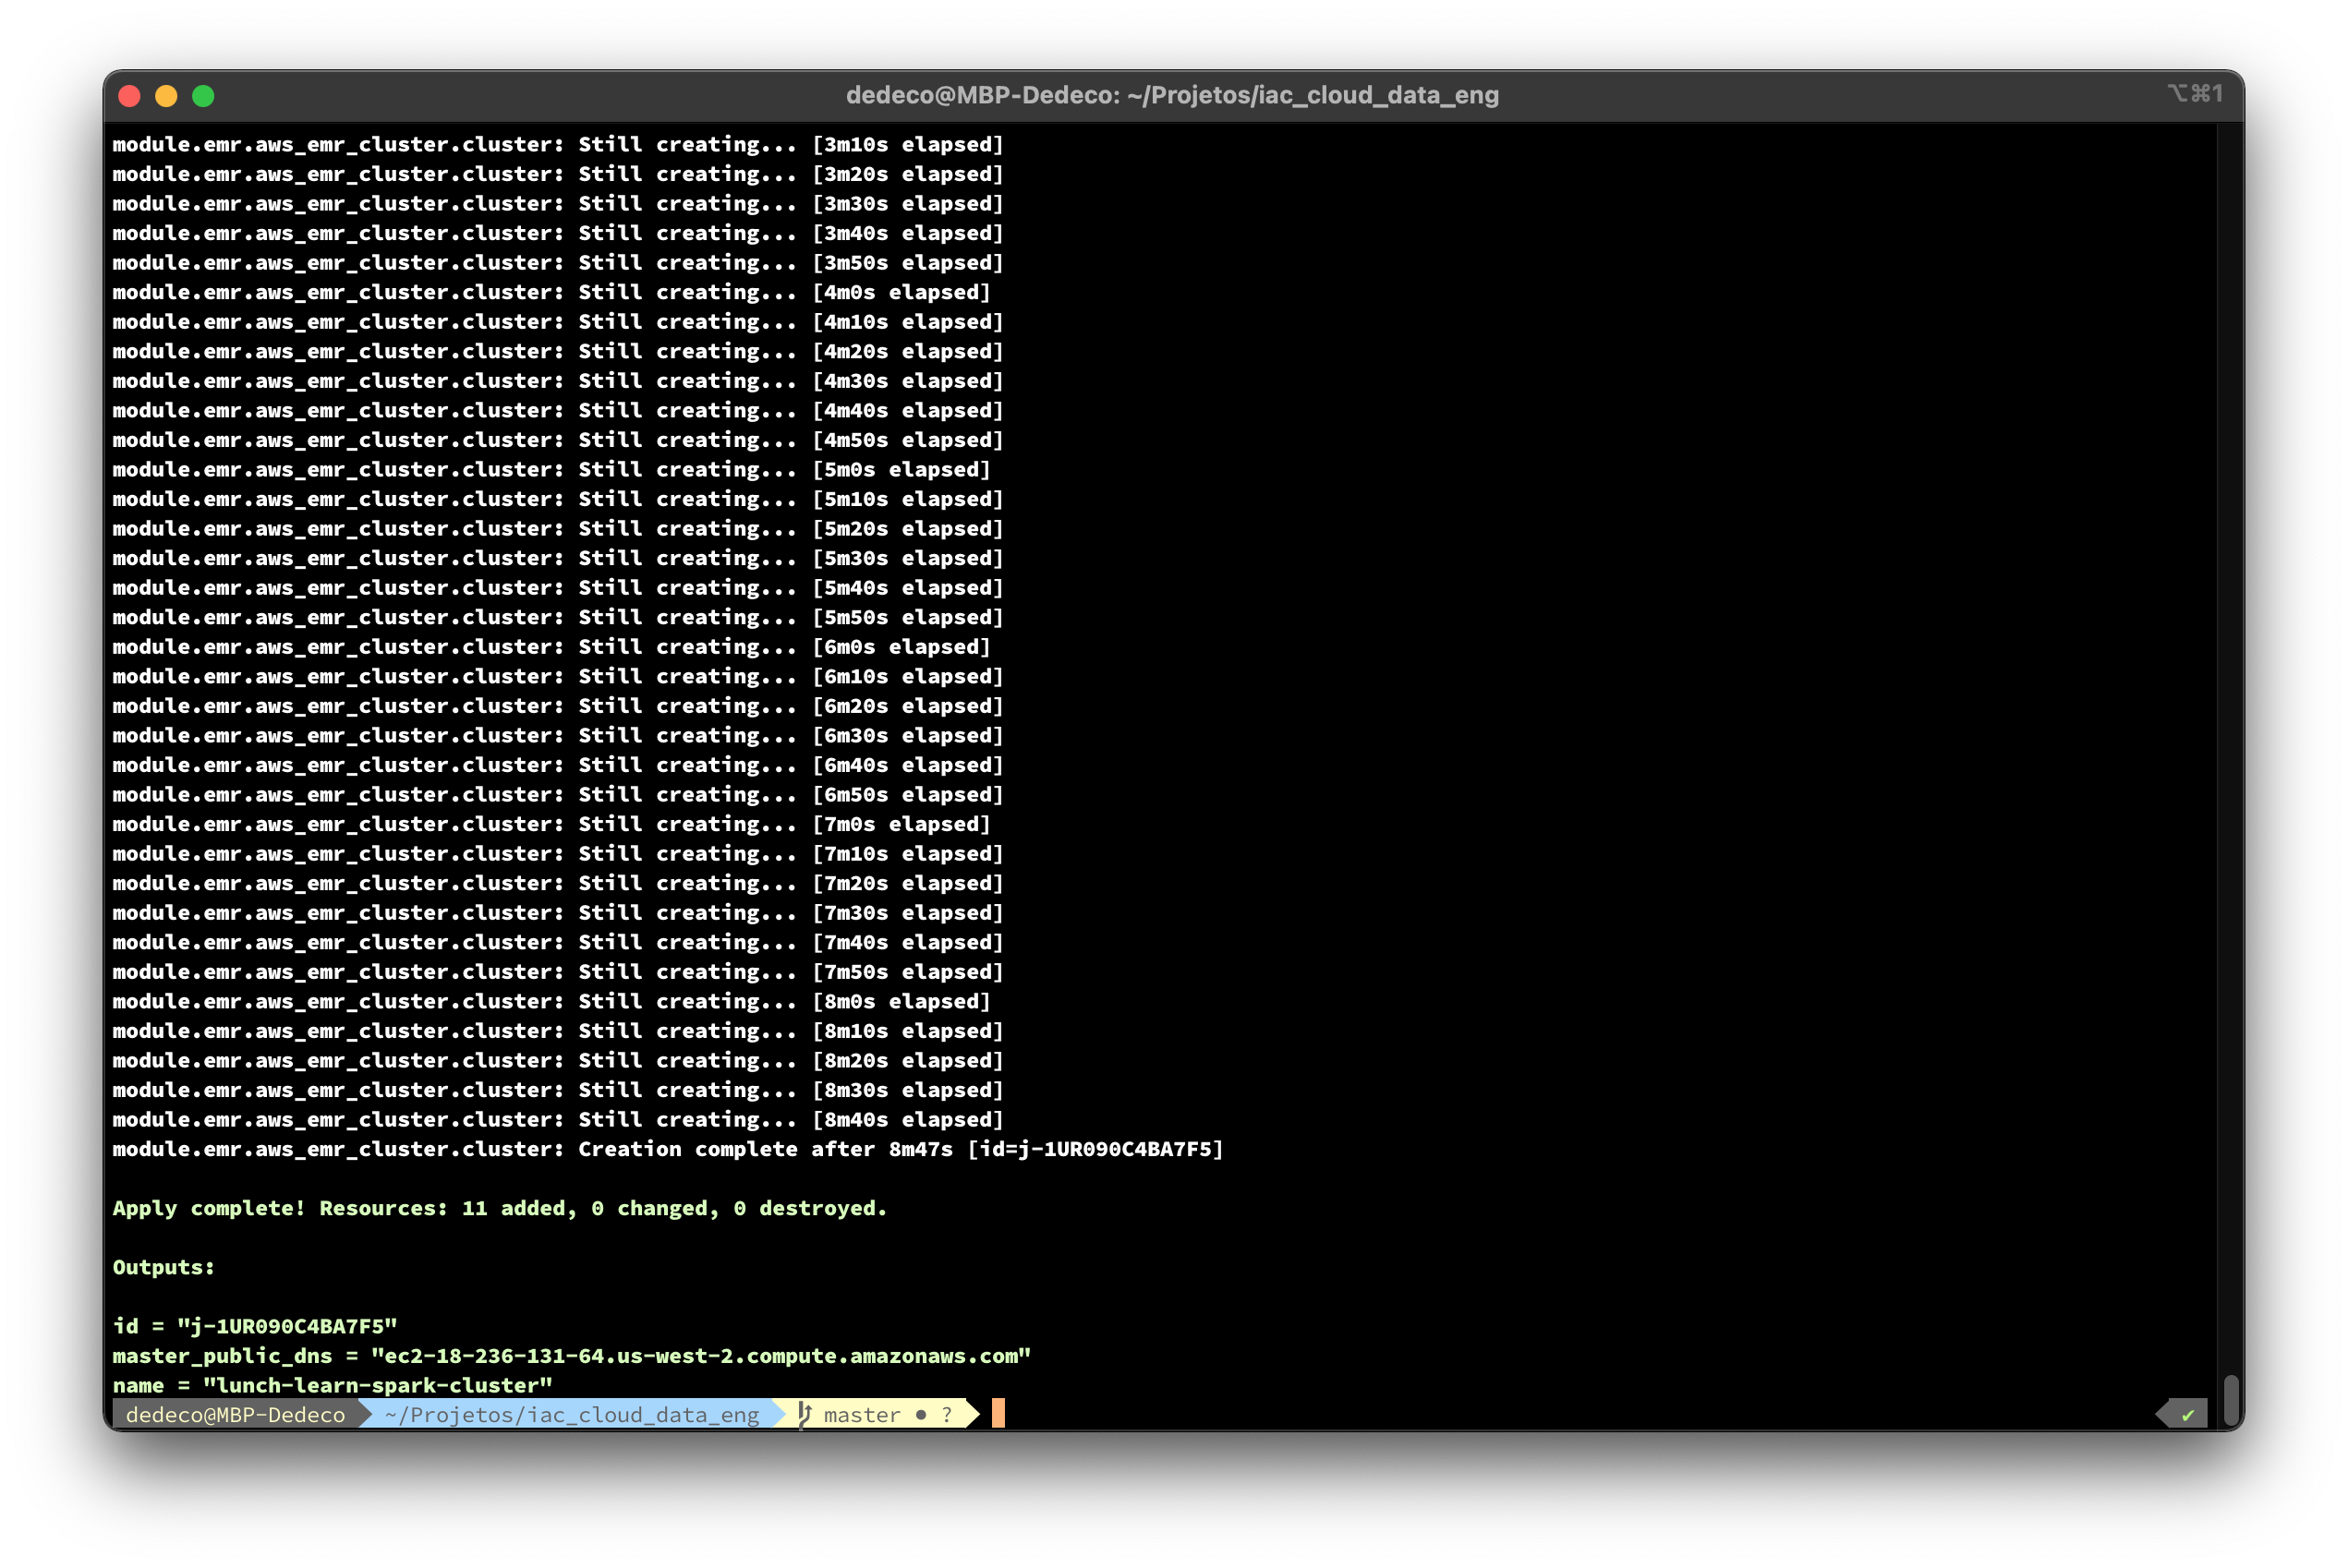 dedeco@MBP-Dedeco: ~/Projetos/iac_cloud_data_eng
⌥⌘1
module.emr.aws_emr_cluster.cluster: Still creating... [3m10s elapsed]
module.emr.aws_emr_cluster.cluster: Still creating... [3m20s elapsed]
module.emr.aws_emr_cluster.cluster: Still creating... [3m30s elapsed]
module.emr.aws_emr_cluster.cluster: Still creating... [3m40s elapsed]
module.emr.aws_emr_cluster.cluster: Still creating... [3m50s elapsed]
module.emr.aws_emr_cluster.cluster: Still creating... [4m0s elapsed]
module.emr.aws_emr_cluster.cluster: Still creating... [4m10s elapsed]
module.emr.aws_emr_cluster.cluster: Still creating... [4m20s elapsed]
module.emr.aws_emr_cluster.cluster: Still creating... [4m30s elapsed]
module.emr.aws_emr_cluster.cluster: Still creating... [4m40s elapsed]
module.emr.aws_emr_cluster.cluster: Still creating... [4m50s elapsed]
module.emr.aws_emr_cluster.cluster: Still creating... [5m0s elapsed]
module.emr.aws_emr_cluster.cluster: Still creating... [5m10s elapsed]
module.emr.aws_emr_cluster.cluster: Still creating... [5m20s elapsed]
module.emr.aws_emr_cluster.cluster: Still creating... [5m30s elapsed]
module.emr.aws_emr_cluster.cluster: Still creating... [5m40s elapsed]
module.emr.aws_emr_cluster.cluster: Still creating... [5m50s elapsed]
module.emr.aws_emr_cluster.cluster: Still creating... [6m0s elapsed]
module.emr.aws_emr_cluster.cluster: Still creating... [6m10s elapsed]
module.emr.aws_emr_cluster.cluster: Still creating... [6m20s elapsed]
module.emr.aws_emr_cluster.cluster: Still creating... [6m30s elapsed]
module.emr.aws_emr_cluster.cluster: Still creating... [6m40s elapsed]
module.emr.aws_emr_cluster.cluster: Still creating... [6m50s elapsed]
module.emr.aws_emr_cluster.cluster: Still creating... [7m0s elapsed]
module.emr.aws_emr_cluster.cluster: Still creating... [7m10s elapsed]
module.emr.aws_emr_cluster.cluster: Still creating... [7m20s elapsed]
module.emr.aws_emr_cluster.cluster: Still creating... [7m30s elapsed]
module.emr.aws_emr_cluster.cluster: Still creating... [7m40s elapsed]
module.emr.aws_emr_cluster.cluster: Still creating... [7m50s elapsed]
module.emr.aws_emr_cluster.cluster: Still creating... [8m0s elapsed]
module.emr.aws_emr_cluster.cluster: Still creating... [8m10s elapsed]
module.emr.aws_emr_cluster.cluster: Still creating... [8m20s elapsed]
module.emr.aws_emr_cluster.cluster: Still creating... [8m30s elapsed]
module.emr.aws_emr_cluster.cluster: Still creating... [8m40s elapsed]
module.emr.aws_emr_cluster.cluster: Creation complete after 8m47s [id=j-1UR090C4BA7F5]
Apply complete! Resources: 11 added, 0 changed, 0 destroyed.
Outputs:
id = "j-1UR090C4BA7F5"
master_public_dns = "ec2-18-236-131-64.us-west-2.compute.amazonaws.com"
name = "lunch-learn-spark-cluster"
dedeco@MBP-Dedeco ~/Projetos/iac_cloud_data_eng master ● ? ✔